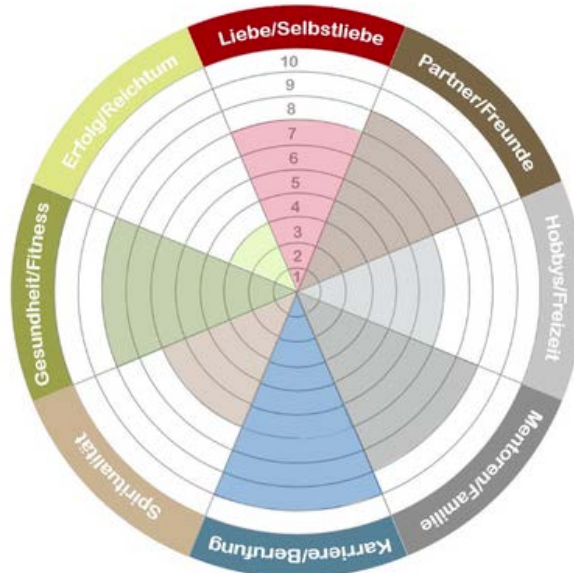 Liebe/Selbstliebe
Partner/Freunde
Hobbys/Freizeit
Mentoren/Familie
Karriere/Berufung
Spiritualität
Gesundheit/Fitness
Erfolg/Reichtum
10
9
8
7
6
5
4
3
2
1